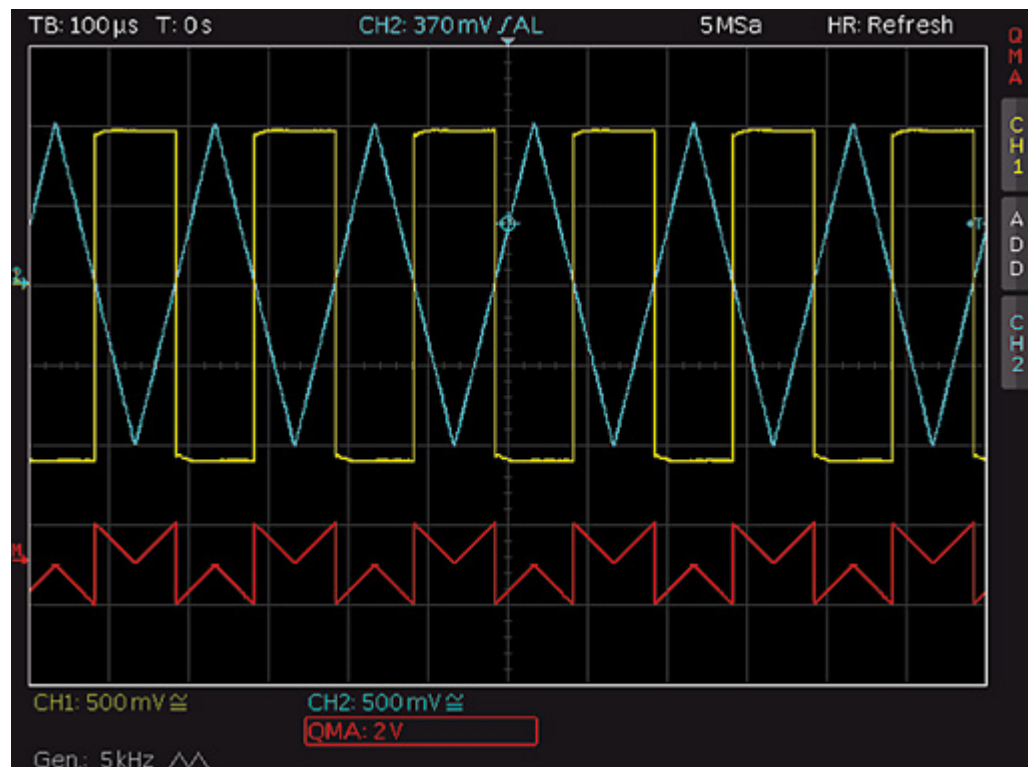 TB: 100μs T: 0s CH2: 370mV ∫AL 5MSa HR: Refresh
QMA
CH1
ADD
CH2
2
T
M
CH1: 500mV≅ CH2: 500mV≅
QMA: 2V
Gen.: 5kHz